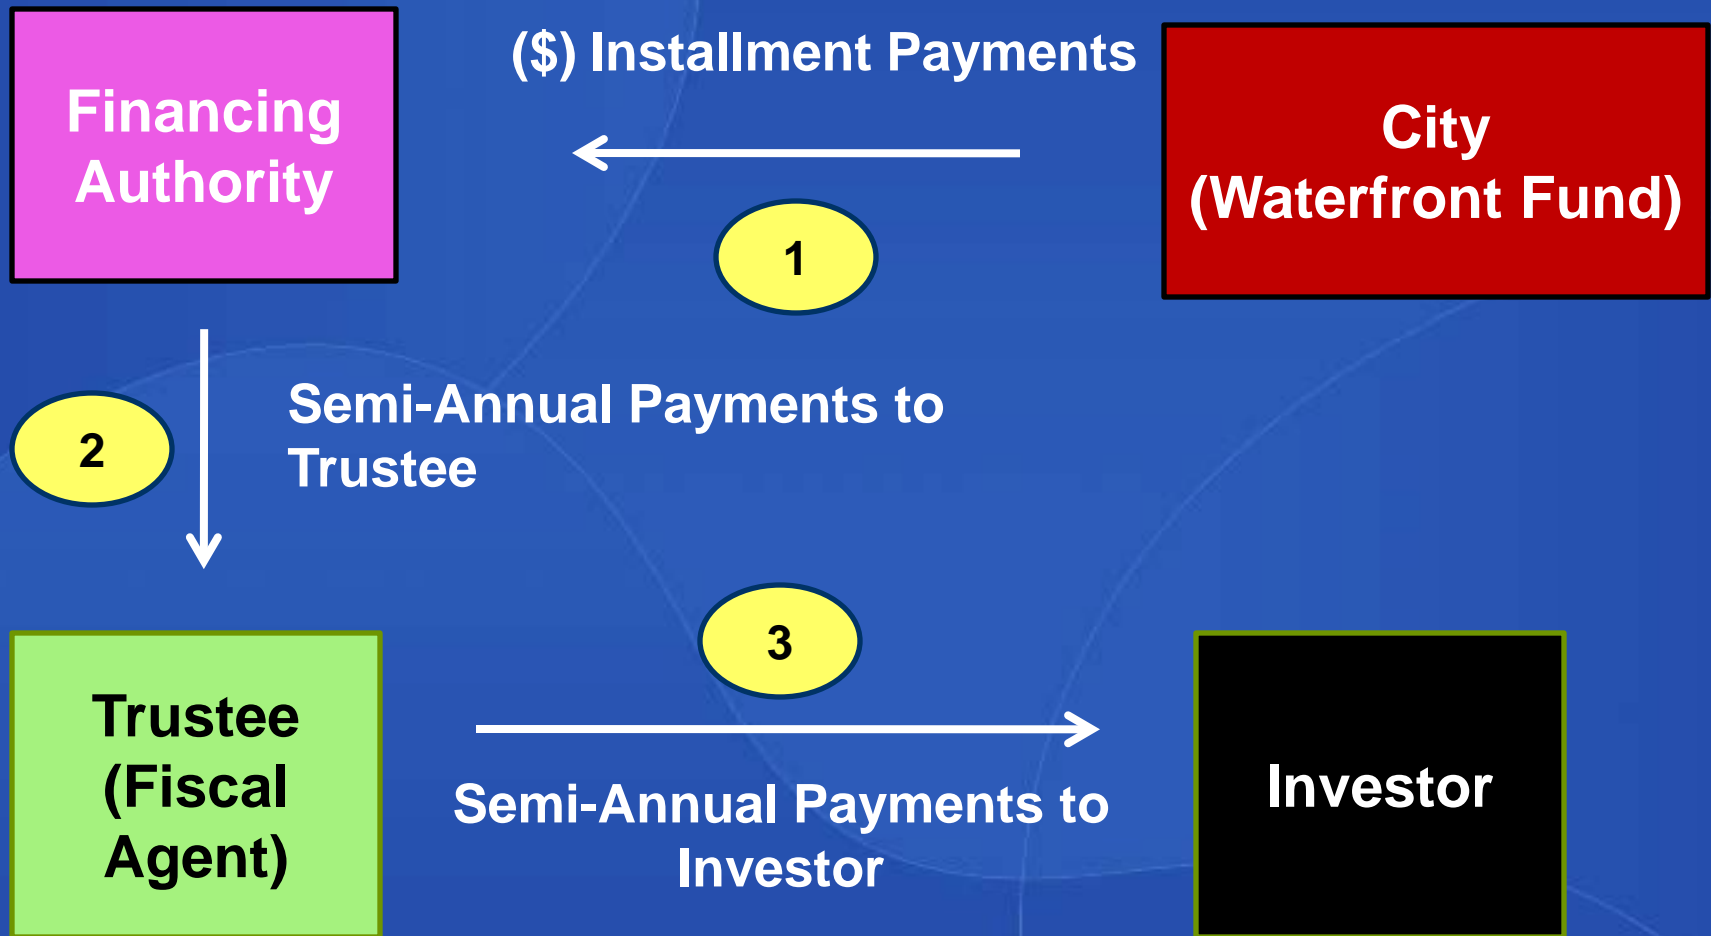 Financing
Authority
($) Installment Payments
City
(Waterfront Fund)
1
2
Semi-Annual Payments to
Trustee
3
Trustee
(Fiscal
Agent)
Semi-Annual Payments to
Investor
Investor